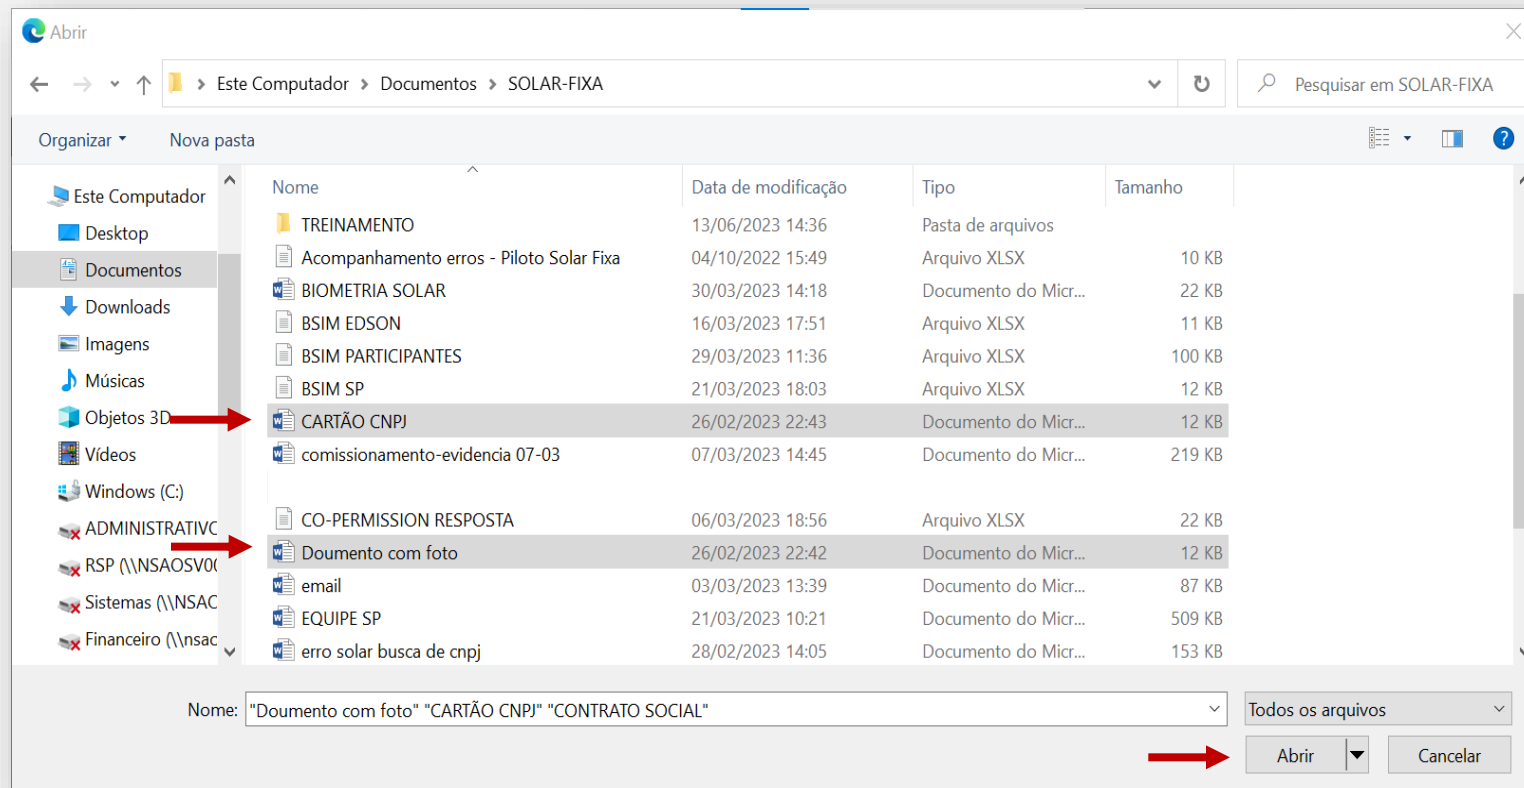 Abrir
Este Computador > Documentos > SOLAR-FIXA
Pesquisar em SOLAR-FIXA
Organizar
Nova pasta
Este Computador
Desktop
Documentos
Downloads
Imagens
Músicas
Objetos 3D
Vídeos
Windows (C:)
ADMINISTRATIVO
RSP (\\NSAOSV00
Sistemas (\\NSAC
Financeiro (\\nsac
Nome Data de modificação Tipo Tamanho
TREINAMENTO 13/06/2023 14:36 Pasta de arquivos
Acompanhamento erros - Piloto Solar Fixa 04/10/2022 15:49 Arquivo XLSX 10 KB
BIOMETRIA SOLAR 30/03/2023 14:18 Documento do Micr... 22 KB
BSIM EDSON 16/03/2023 17:51 Arquivo XLSX 11 KB
BSIM PARTICIPANTES 29/03/2023 11:36 Arquivo XLSX 100 KB
BSIM SP 21/03/2023 18:03 Arquivo XLSX 12 KB
CARTÃO CNPJ 26/02/2023 22:43 Documento do Micr... 12 KB
comissionamento-evidencia 07-03 07/03/2023 14:45 Documento do Micr... 219 KB
CO-PERMISSION RESPOSTA 06/03/2023 18:56 Arquivo XLSX 22 KB
Doumento com foto 26/02/2023 22:42 Documento do Micr... 12 KB
email 03/03/2023 13:39 Documento do Micr... 87 KB
EQUIPE SP 21/03/2023 10:21 Documento do Micr... 509 KB
erro solar busca de cnpj 28/02/2023 14:05 Documento do Micr... 153 KB
Nome: "Doumento com foto" "CARTÃO CNPJ" "CONTRATO SOCIAL"
Todos os arquivos
Abrir
Cancelar